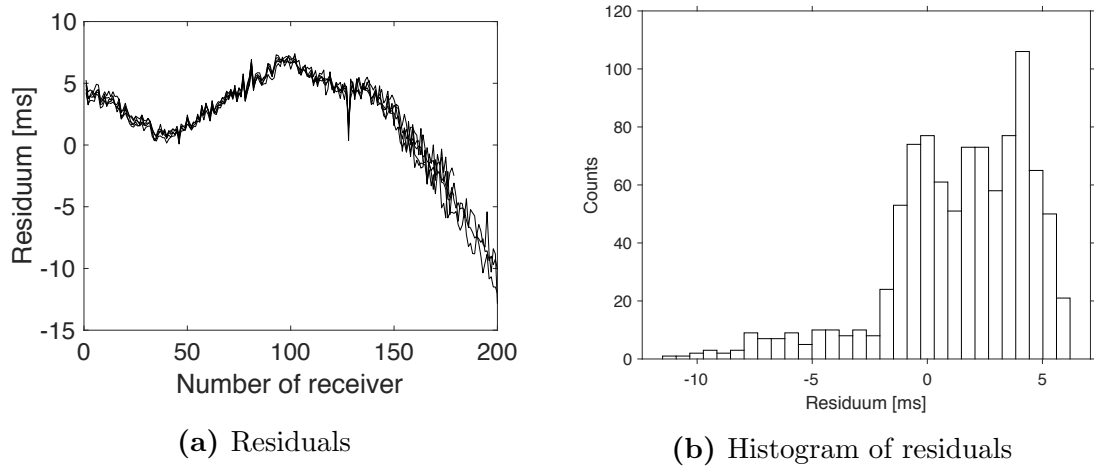 10
5
0
-5
-10
-15
0 50 100 150 200
Residuum [ms]
Number of receiver
(a) Residuals
120
100
80
60
40
20
0
-10 -5 0 5
Counts
Residuum [ms]
(b) Histogram of residuals